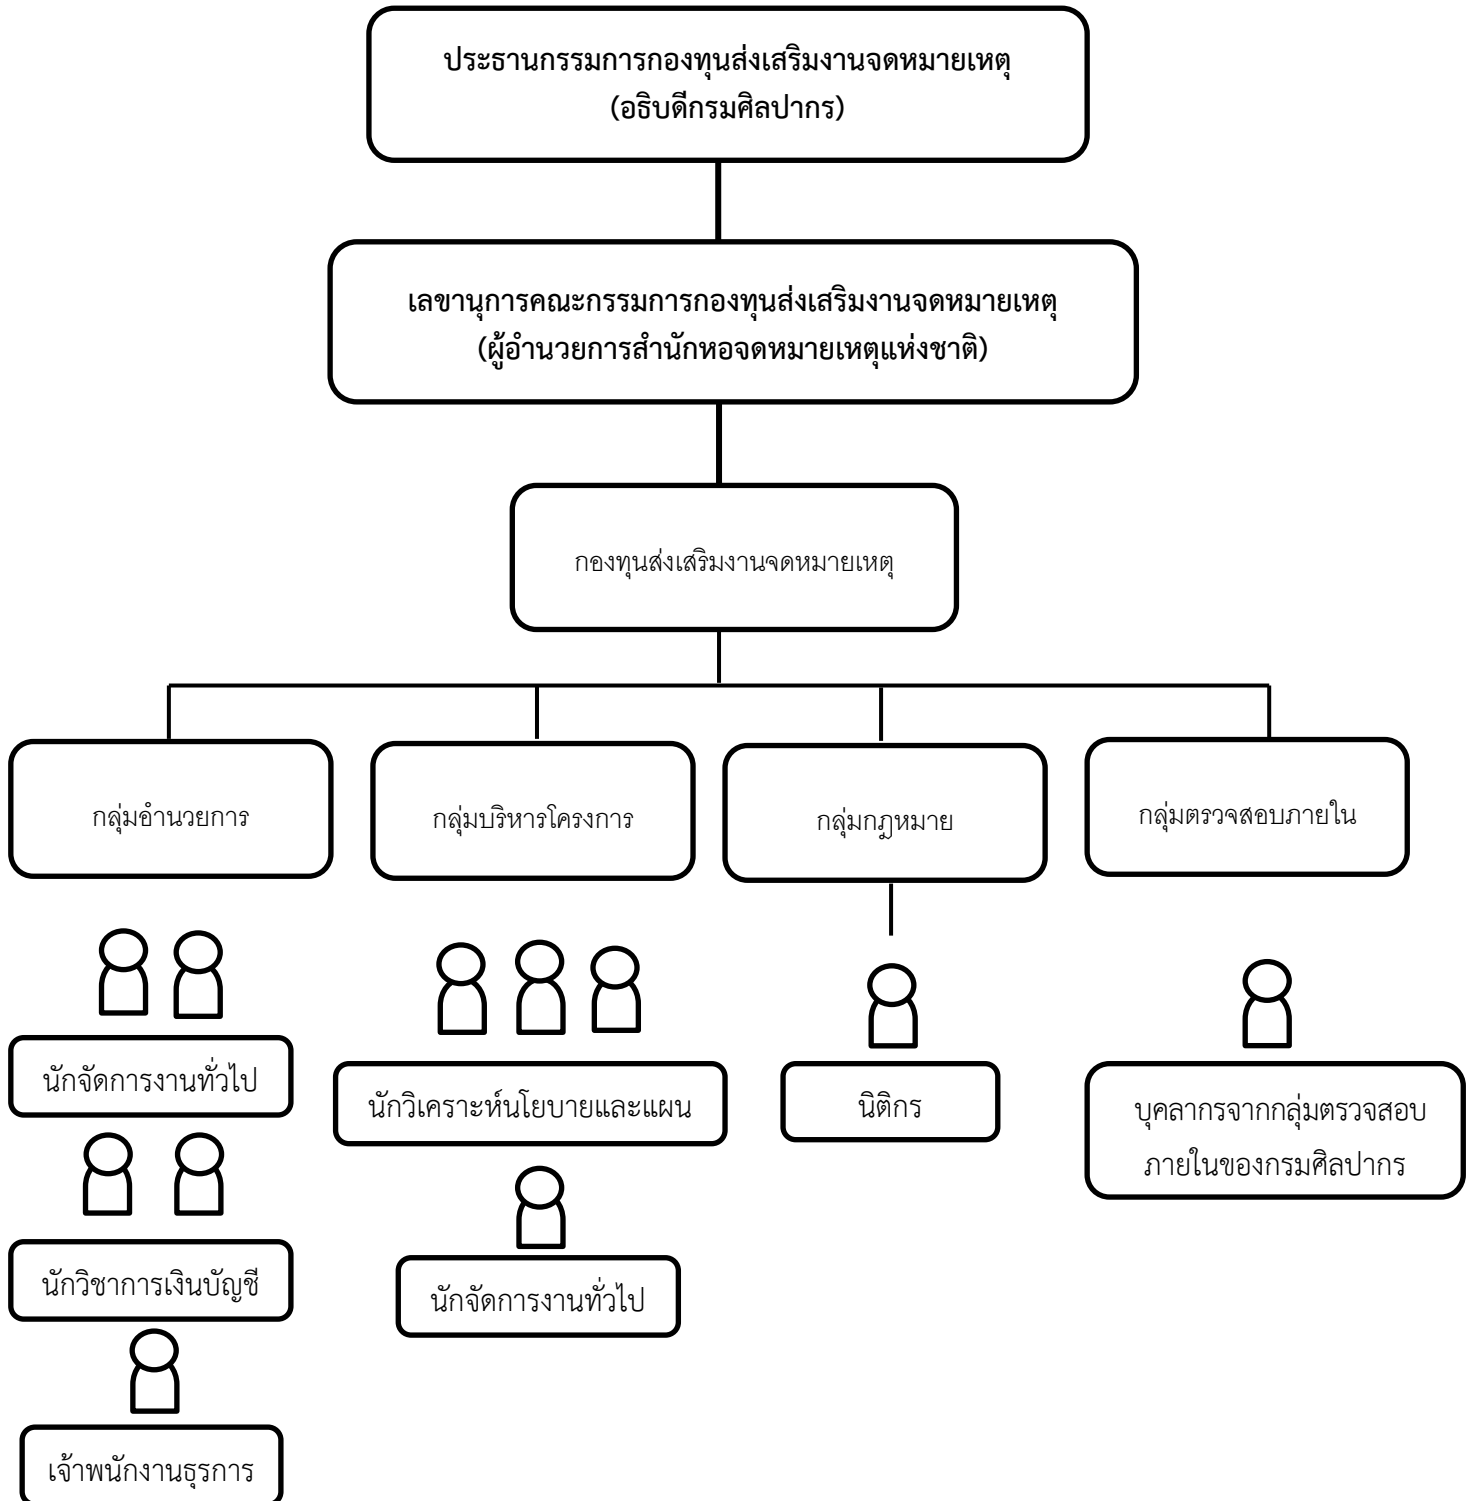 ประธานกรรมการกองทุนส่งเสริมงานจดหมายเหตุ
(อธิบดีกรมศิลปากร)
เลขานุการคณะกรรมการกองทุนส่งเสริมงานจดหมายเหตุ
(ผู้อำนวยการสำนักหอจดหมายเหตุแห่งชาติ)
กองทุนส่งเสริมงานจดหมายเหตุ
กลุ่มอำนวยการ
กลุ่มบริหารโครงการ
กลุ่มกฎหมาย
กลุ่มตรวจสอบภายใน
นักจัดการงานทั่วไป
นักวิชาการเงินบัญชี
เจ้าพนักงานธุรการ
นักวิเคราะห์นโยบายและแผน
นักจัดการงานทั่วไป
นิติกร
บุคลากรจากกลุ่มตรวจสอบ
ภายในของกรมศิลปากร